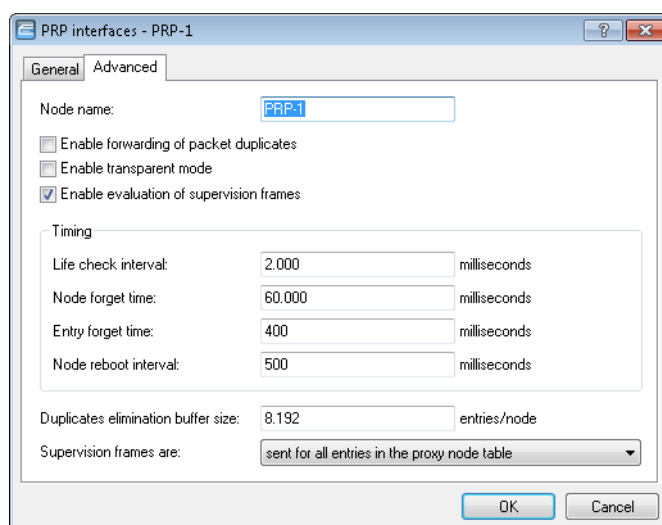 PRP interfaces - PRP-1
General Advanced
Node name: PRP-1
Enable forwarding of packet duplicates
Enable transparent mode
Enable evaluation of supervision frames
Timing
Life check interval: 2.000 milliseconds
Node forget time: 60.000 milliseconds
Entry forget time: 400 milliseconds
Node reboot interval: 500 milliseconds
Duplicates elimination buffer size: 8.192 entries/node
Supervision frames are: sent for all entries in the proxy node table
OK Cancel